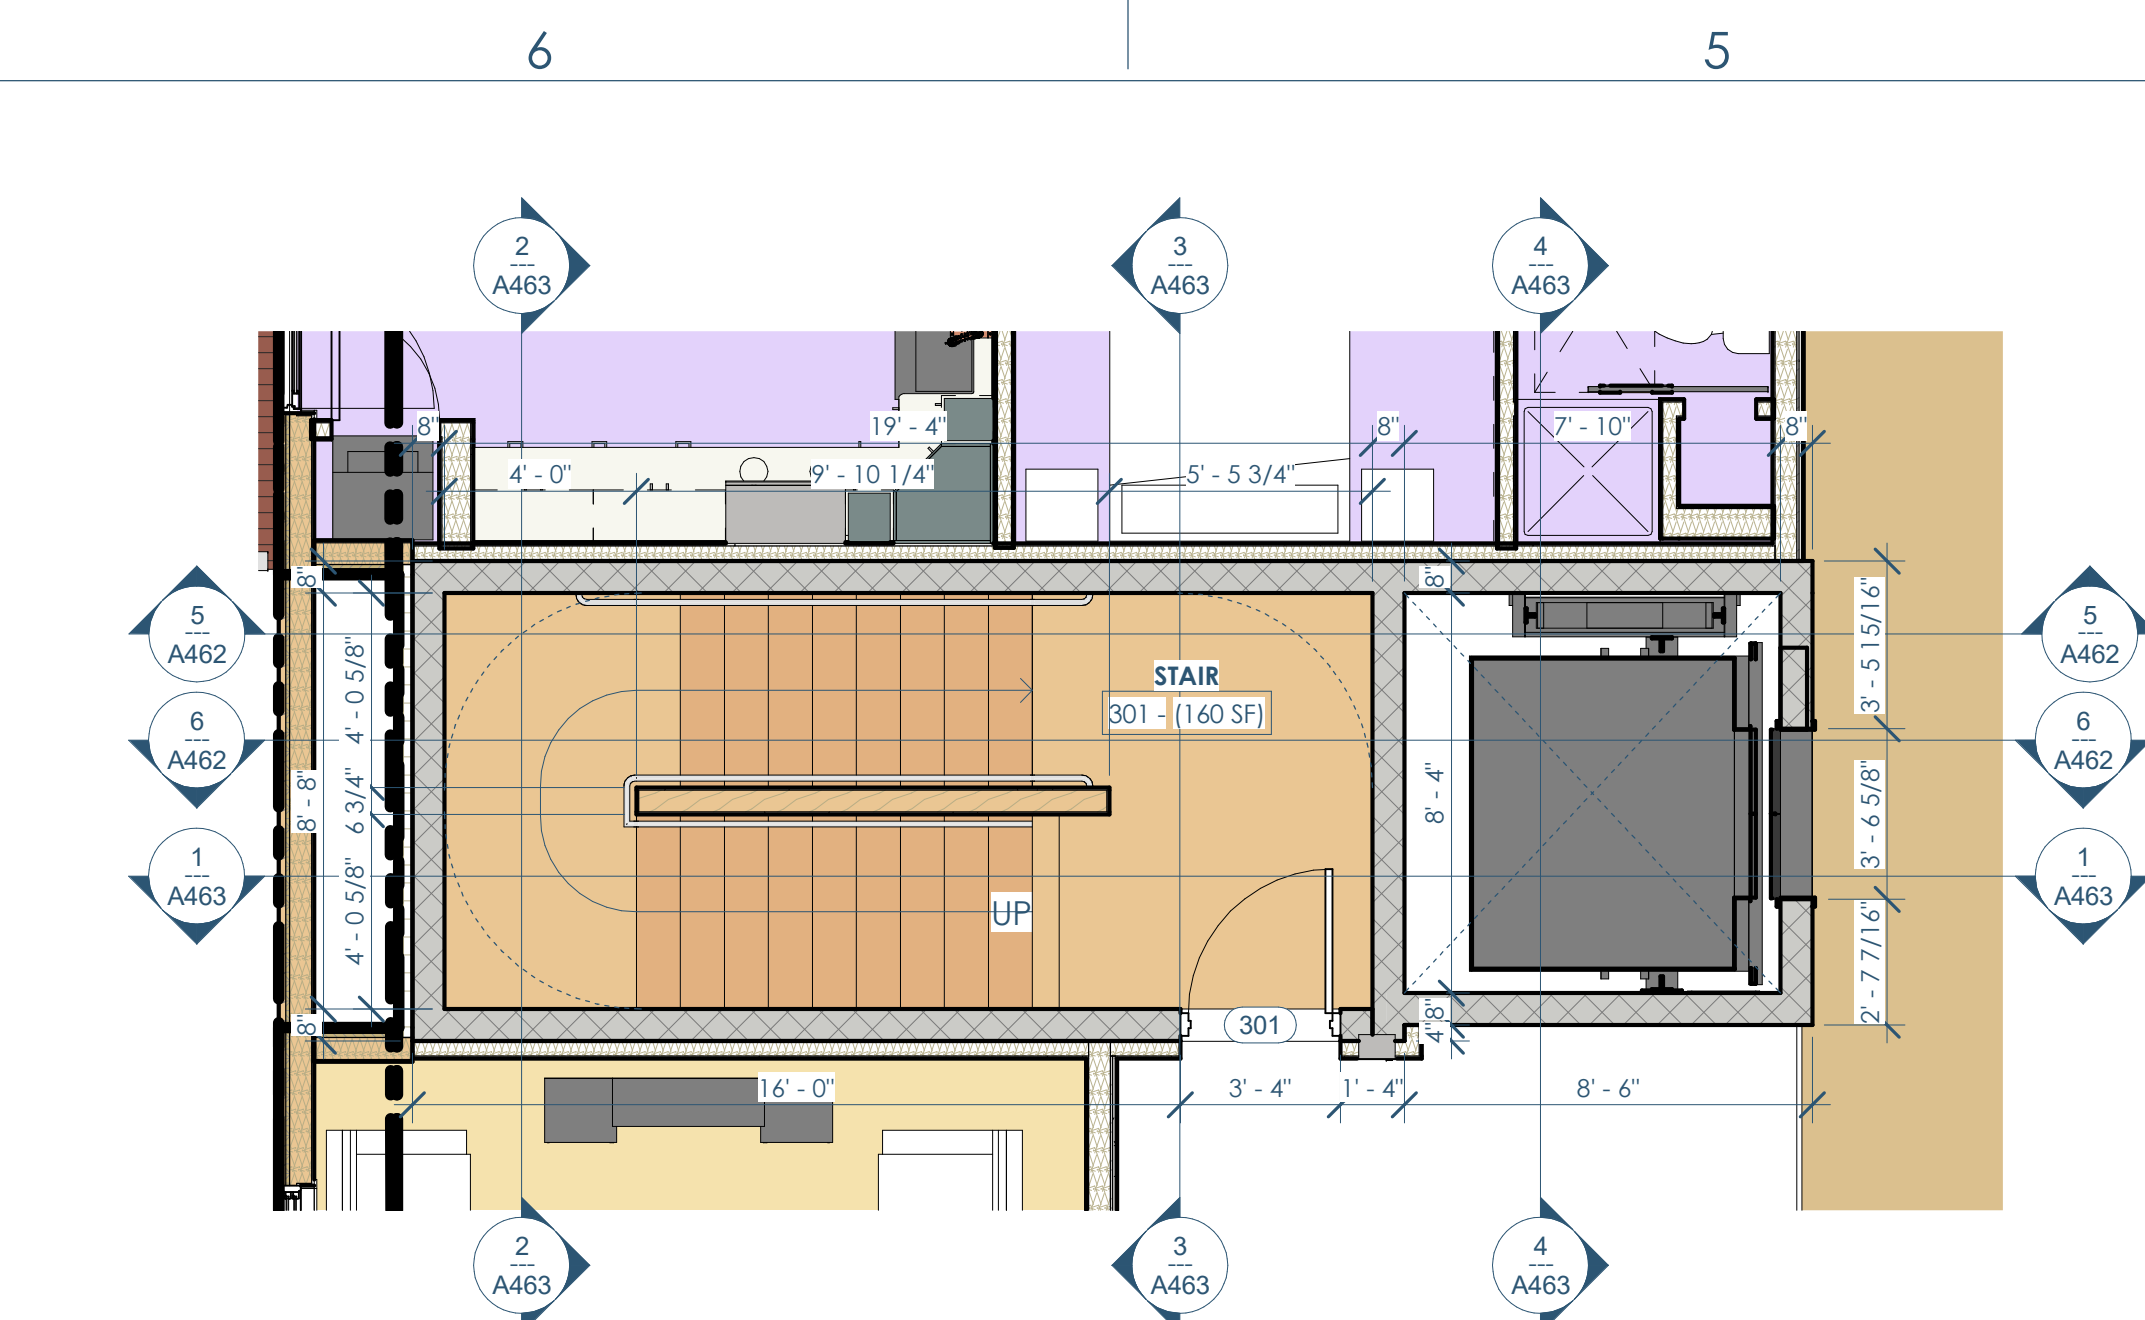 6
5
2
---
A463
3
---
A463
4
---
A463
8"
19' - 4"
8"
7' - 10"
8"
4' - 0"
9' - 10 1/4"
5' - 5 3/4"
8"
8"
5
---
A462
5
---
A462
4' - 0 5/8"
3' - 5 15/16"
STAIR
301 - (160 SF)
6
---
A462
6
---
A462
8' - 8"
6 3/4"
8' - 4"
3' - 6 5/8"
1
---
A463
1
---
A463
4' - 0 5/8"
UP
2' - 7 7/16"
8"
301
8"
4"
16' - 0"
3' - 4"
1' - 4"
8' - 6"
2
---
A463
3
---
A463
4
---
A463